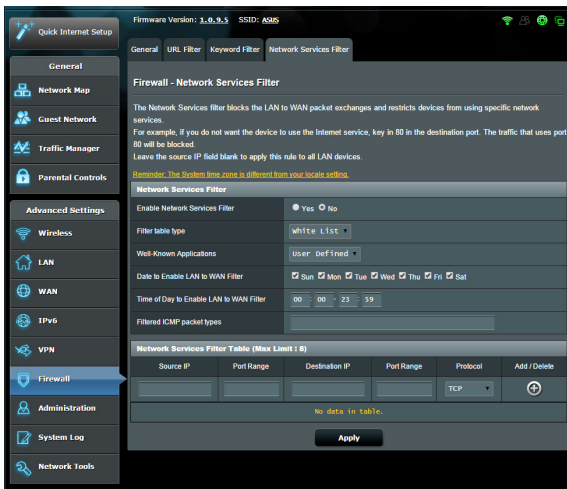 Firmware Version: 1.0.9.5 SSID: ASUS
Quick Internet Setup
General URL Filter Keyword Filter Network Services Filter
General
Network Map
Guest Network
Traffic Manager
Parental Controls
Advanced Settings
Wireless
LAN
WAN
IPv6
VPN
Firewall
Administration
System Log
Network Tools
Firewall - Network Services Filter
The Network Services filter blocks the LAN to WAN packet exchanges and restricts devices from using specific network
services.
For example, if you do not want the device to use the Internet service, key in 80 in the destination port. The traffic that uses port
80 will be blocked.
Leave the source IP field blank to apply this rule to all LAN devices.
Reminder: The System time zone is different from your locale setting.
Network Services Filter
Enable Network Services Filter Yes No
Filter table type White List
Well-Known Applications User Defined
Date to Enable LAN to WAN Filter Sun Mon Tue Wed Thu Fri Sat
Time of Day to Enable LAN to WAN Filter 00 : 00 - 23 : 59
Filtered ICMP packet types
Network Services Filter Table (Max Limit : 8)
Source IP Port Range Destination IP Port Range Protocol Add / Delete
TCP
No data in table.
Apply